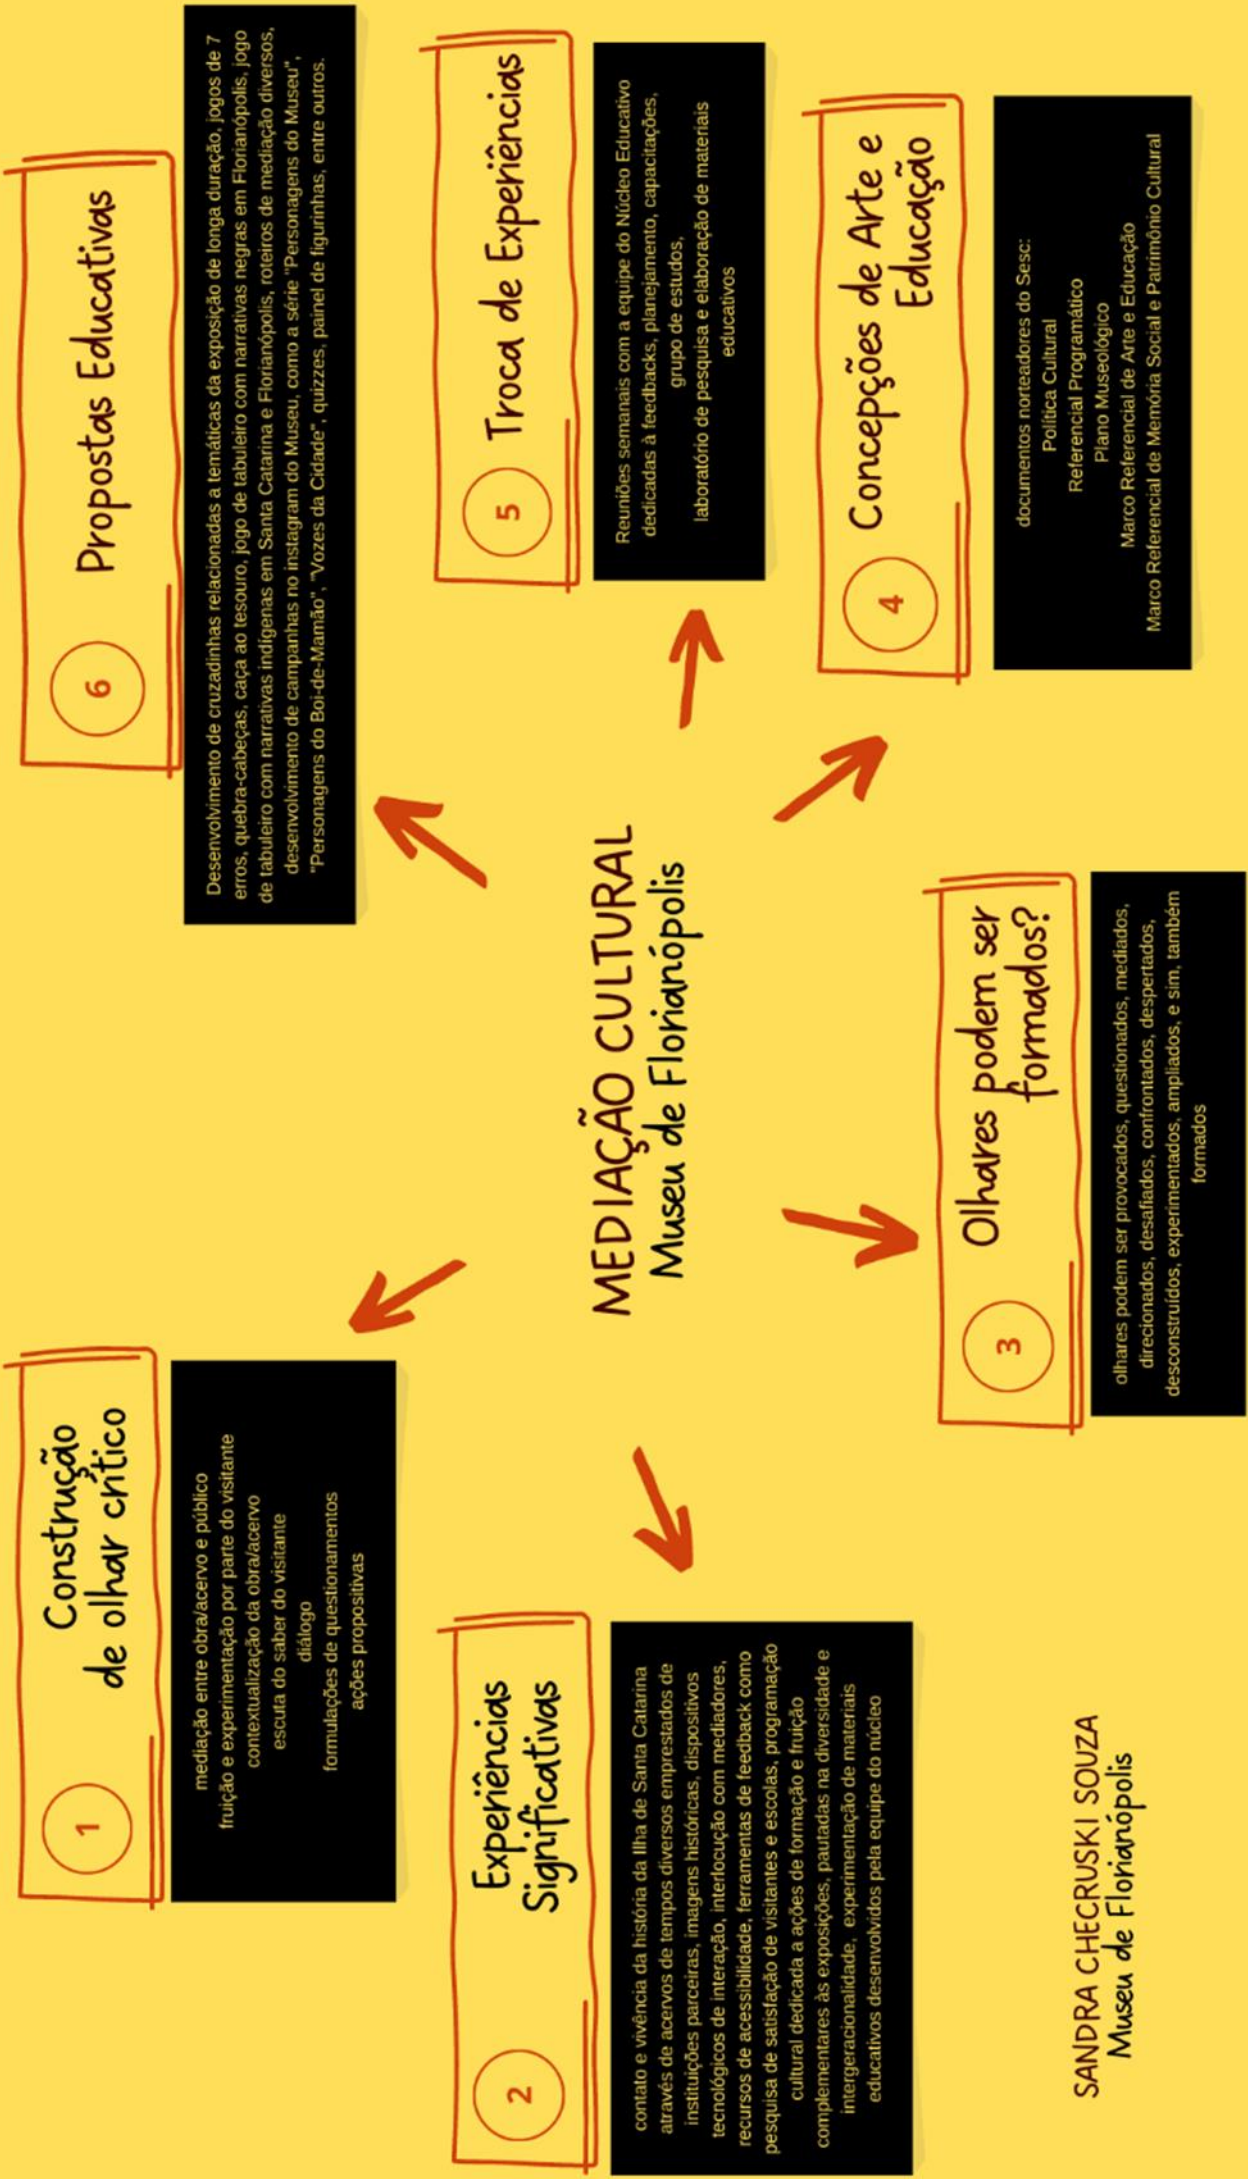 MEDIAÇÃO CULTURAL
Museu de Florianópolis
1
Construção
de olhar crítico
mediação entre obra/acervo e público
fruição e experimentação por parte do visitante
contextualização da obra/acervo
escuta do saber do visitante
diálogo
formulações de questionamentos
ações propositivas
2
Experiências
Significativas
contato e vivência da história da Ilha de Santa Catarina
através de acervos de tempos diversos emprestados de
instituições parceiras, imagens históricas, dispositivos
tecnológicos de interação, interlocução com mediadores,
recursos de acessibilidade, ferramentas de feedback como
pesquisa de satisfação de visitantes e escolas, programação
cultural dedicada a ações de formação e fruição
complementares às exposições, pautadas na diversidade e
intergeracionalidade, experimentação de materiais
educativos desenvolvidos pela equipe do núcleo
3
Olhares podem ser
formados?
olhares podem ser provocados, questionados, mediados,
direcionados, desafiados, confrontados, despertados,
desconstruídos, experimentados, ampliados, e sim, também
formados
4
Concepções de Arte e
Educação
documentos norteadores do Sesc:
Política Cultural
Referencial Programático
Plano Museológico
Marco Referencial de Arte e Educação
Marco Referencial de Memória Social e Patrimônio Cultural
5
Troca de Experiências
Reuniões semanais com a equipe do Núcleo Educativo
dedicadas à feedbacks, planejamento, capacitações,
grupo de estudos,
laboratório de pesquisa e elaboração de materiais
educativos
6
Propostas Educativas
Desenvolvimento de cruzadinhas relacionadas a temáticas da exposição de longa duração, jogos de 7
erros, quebra-cabeças, caça ao tesouro, jogo de tabuleiro com narrativas negras em Florianópolis, jogo
de tabuleiro com narrativas indígenas em Santa Catarina e Florianópolis, roteiros de mediação diversos,
desenvolvimento de campanhas no instagram do Museu, como a série "Personagens do Museu",
"Personagens do Boi-de-Mamão", "Vozes da Cidade", quizzes, painel de figurinhas, entre outros.
SANDRA CHECRUSKI SOUZA
Museu de Florianópolis